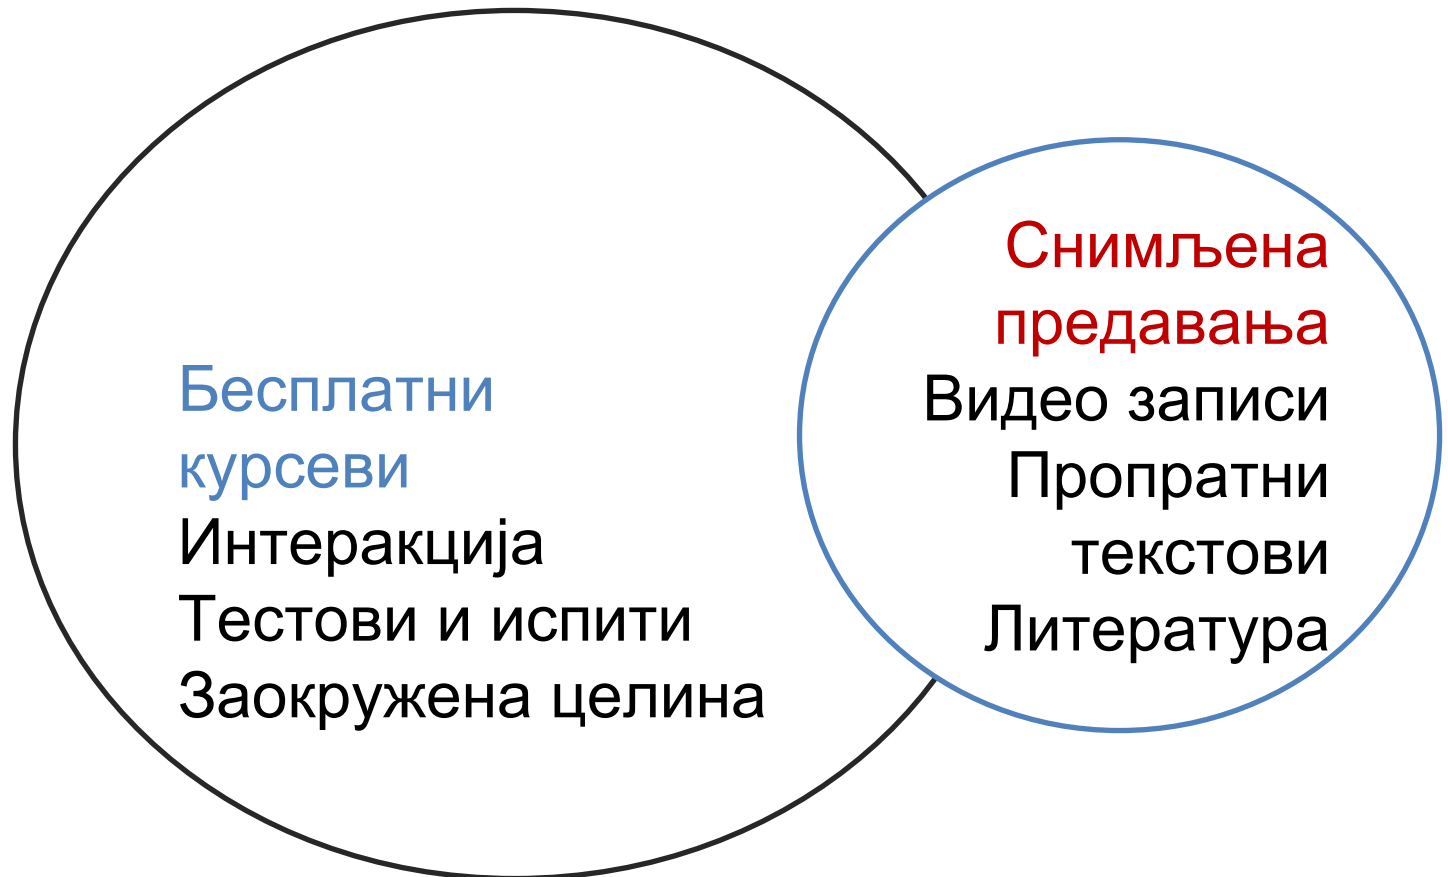 Бесплатни
курсеви
Интеракција
Тестови и испити
Заокружена целина
Снимљена
предавања
Видео записи
Пропратни
текстови
Литература